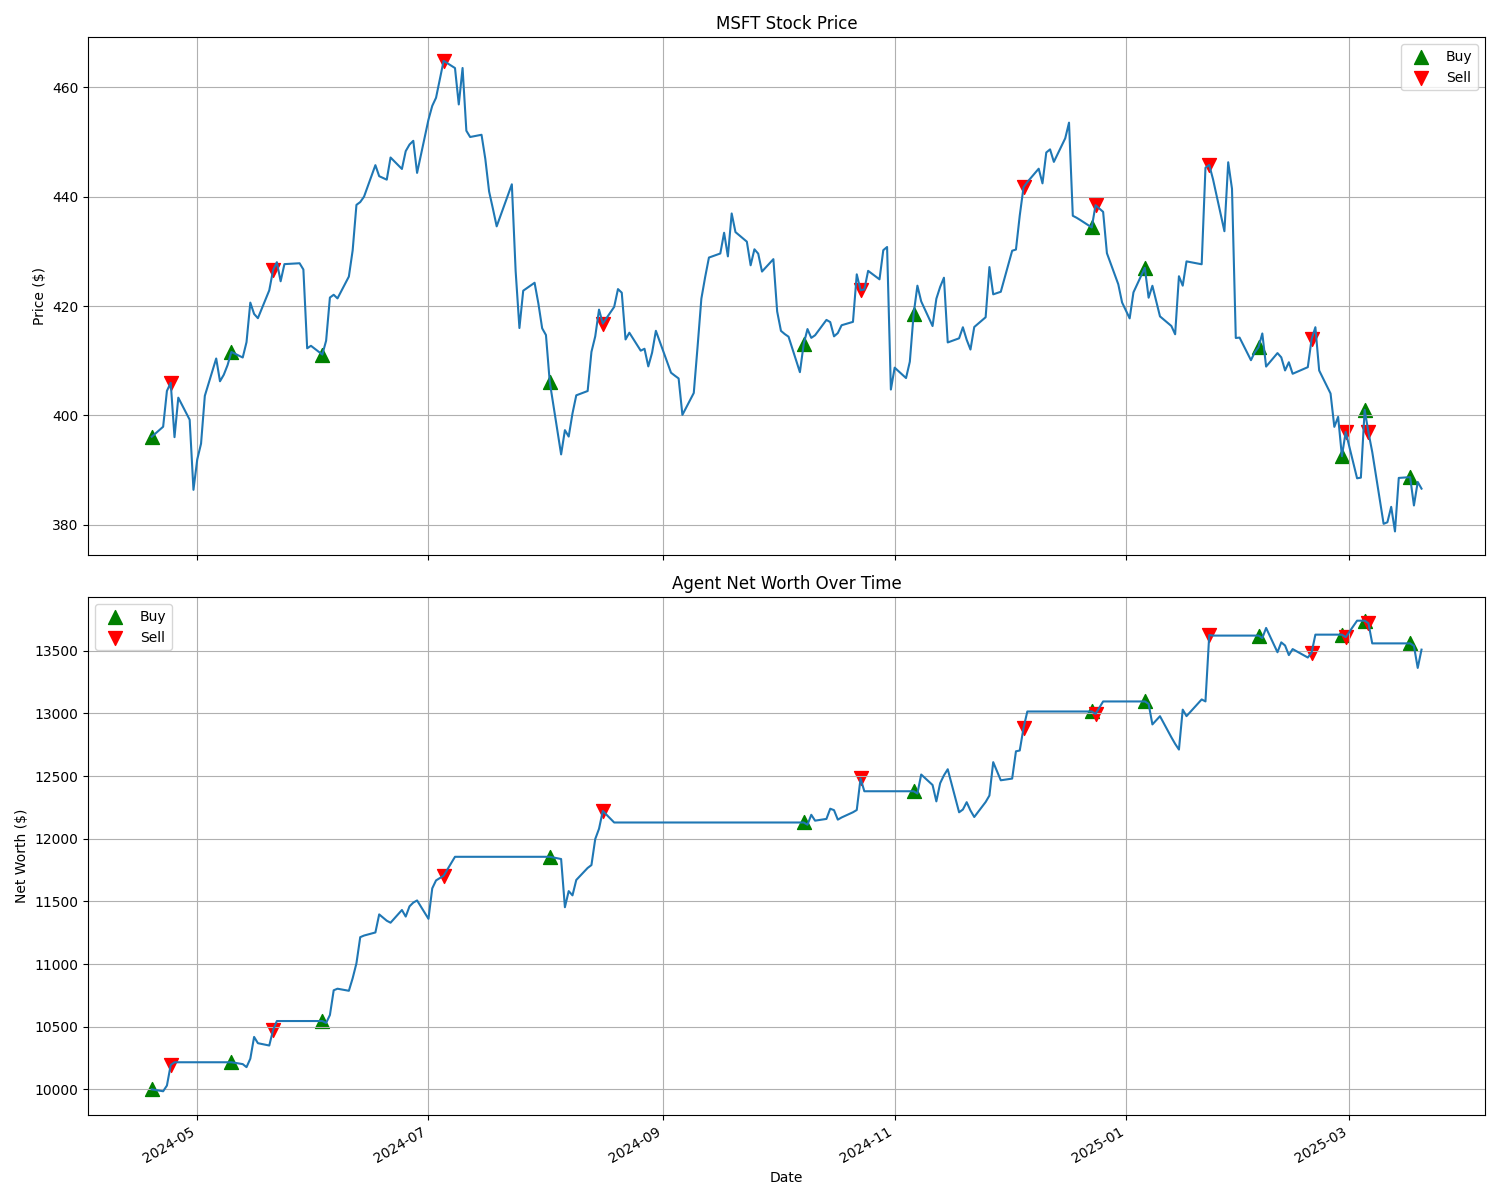 MSFT Stock Price
Buy
Sell
Price ($)
460
440
420
400
380
Agent Net Worth Over Time
Buy
Sell
Net Worth ($)
13500
13000
12500
12000
11500
11000
10500
10000
2024-05
2024-07
2024-09
2024-11
2025-01
2025-03
Date